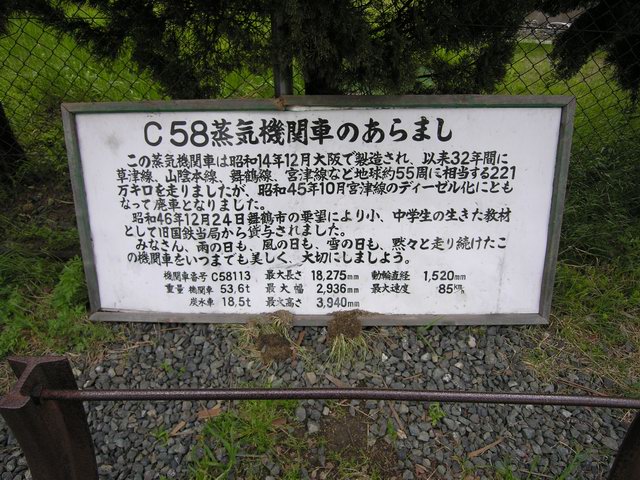 C58蒸気機関車のあらまし
この蒸気機関車は昭和14年12月大阪で製造され、以来32年間に
草津線、山陰本線、舞鶴線、宮津線など地球約55周に相当する221
万キロを走りましたが、昭和45年10月宮津線のディーゼル化にとも
なって廃車となりました。
昭和46年12月24日舞鶴市の要望により小、中学生の生きた教材
として旧国鉄当局から貸与されました。
みなさん、雨の日も、風の日も、雪の日も、黙々と走り続けたこ
の機関車をいつまでも美しく、大切にしましょう。
機関車番号 C58113 最大長さ 18,275mm 動輪直径 1,520mm
重量 機関車 53.6t 最大幅 2,936mm 最大速度 85Km
炭水車 18.5t 最大高さ 3,940mm